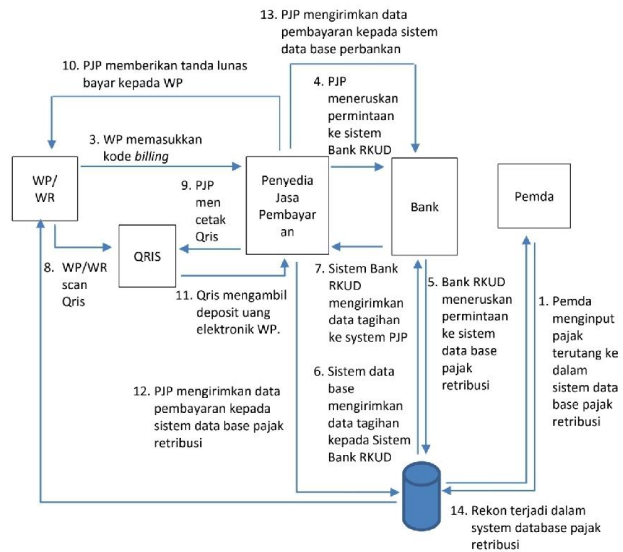 13. PJP mengirimkan data
pembayaran kepada sistem
data base perbankan
10. PJP memberikan tanda lunas
bayar kepada WP
4. PJP
meneruskan
permintaan
ke sistem
Bank RKUD
3. WP memasukkan
kode billing
WP/
WR
Penyedia
Jasa
Pembayar
an
Bank
Pemda
9. PJP
men
cetak
Qris
QRIS
8. WP/WR
scan
Qris
11. Qris mengambil
deposit uang
elektronik WP.
7. Sistem Bank
RKUD
mengirimkan
data tagihan
ke system PJP
5. Bank RKUD
meneruskan
permintaan
ke sistem
data base
pajak
retribusi
1. Pemda
menginput
pajak
terutang ke
dalam
sistem data
base pajak
retribusi
12. PJP mengirimkan data
pembayaran kepada
sistem data base pajak
retribusi
6. Sistem data
base
mengirimkan
data tagihan
kepada Sistem
Bank RKUD
14. Rekon terjadi dalam
system database pajak
retribusi